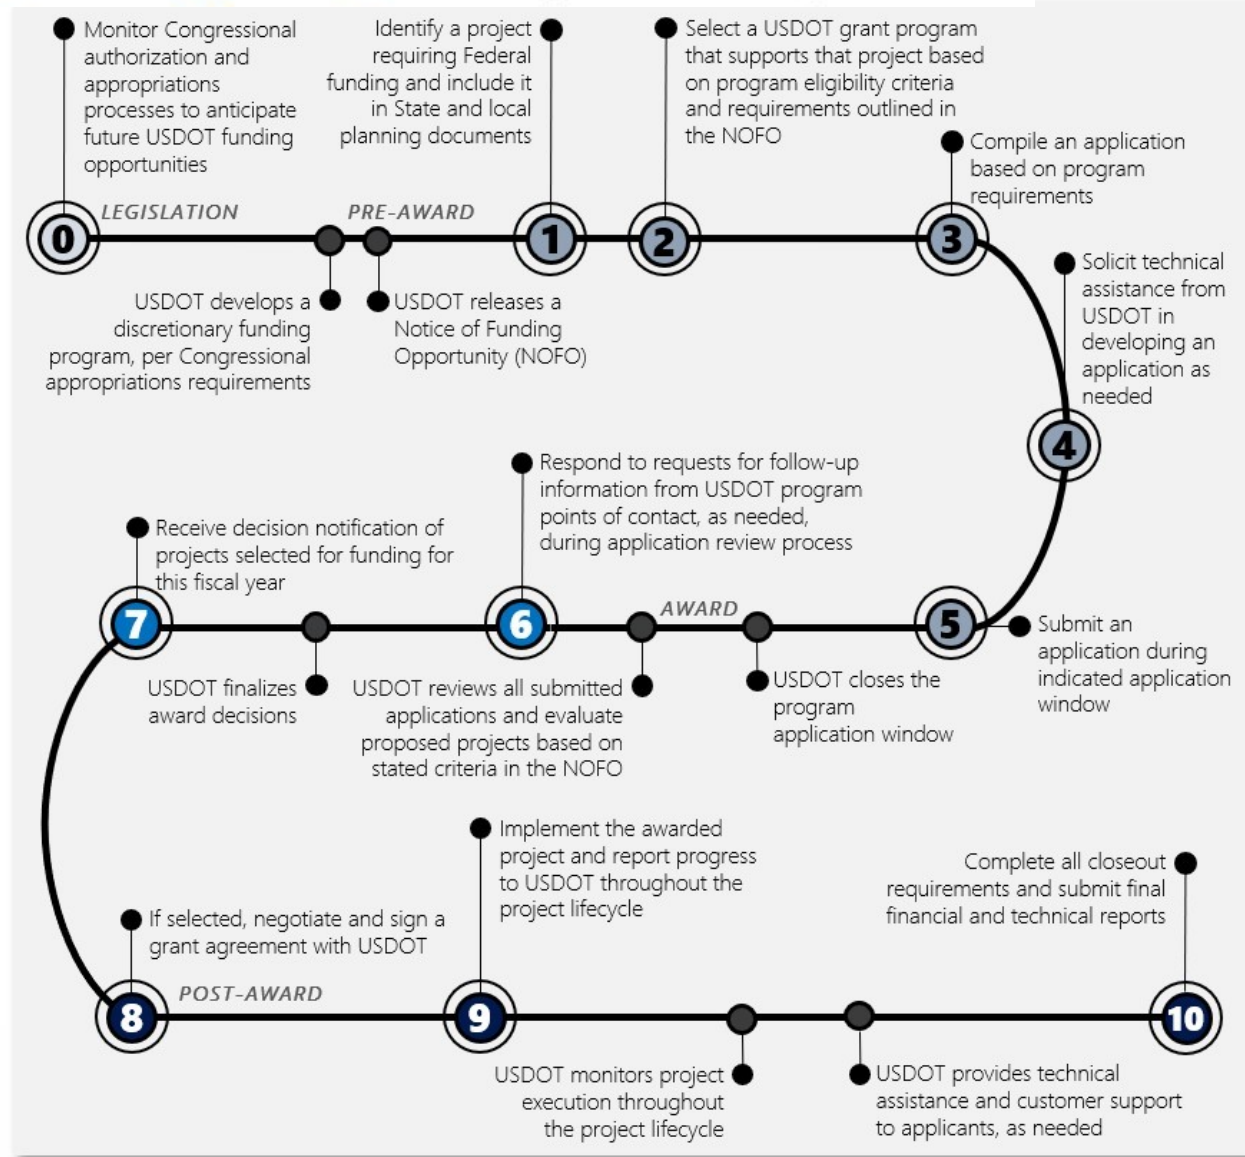 Monitor Congressional
authorization and
appropriations
processes to anticipate
future USDOT funding
opportunities
Identify a project
requiring Federal
funding and include it
in State and local
planning documents
Select a USDOT grant program
that supports that project based
on program eligibility criteria
and requirements outlined in
the NOFO
Compile an application
based on program
requirements
LEGISLATION
PRE-AWARD
0
1
2
3
USDOT develops a
discretionary funding
program, per Congressional
appropriations requirements
USDOT releases a
Notice of Funding
Opportunity (NOFO)
Solicit technical
assistance from
USDOT in
developing an
application as
needed
4
Submit an
application during
indicated application
window
5
AWARD
USDOT closes the
program
application window
USDOT reviews all submitted
applications and evaluate
proposed projects based on
stated criteria in the NOFO
Respond to requests for follow-up
information from USDOT program
points of contact, as needed,
during application review process
6
USDOT finalizes
award decisions
Receive decision notification of
projects selected for funding for
this fiscal year
7
If selected, negotiate and sign a
grant agreement with USDOT
8
POST-AWARD
Implement the awarded
project and report progress
to USDOT throughout the
project lifecycle
9
USDOT monitors project
execution throughout
the project lifecycle
USDOT provides technical
assistance and customer support
to applicants, as needed
Complete all closeout
requirements and submit final
financial and technical reports
10